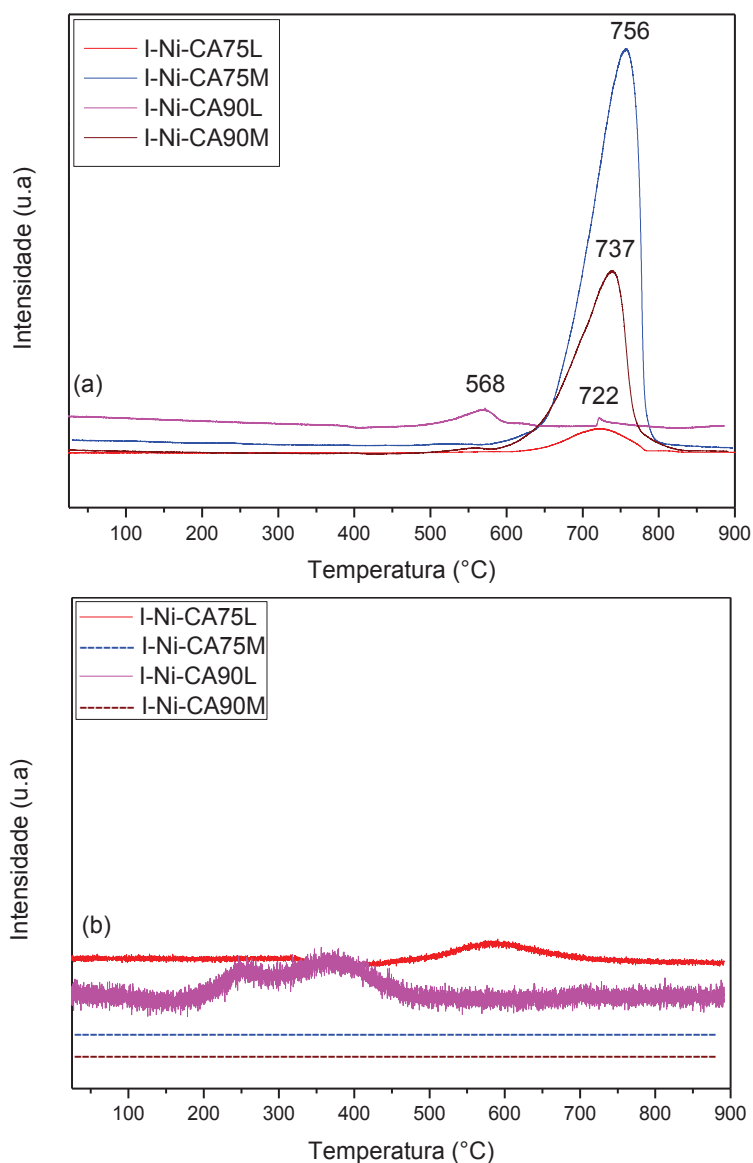 I-Ni-CA75L
I-Ni-CA75M
I-Ni-CA90L
I-Ni-CA90M
756
737
568
722
(a)
Intensidade (u.a)
100 200 300 400 500 600 700 800 900
Temperatura (°C)
I-Ni-CA75L
I-Ni-CA75M
I-Ni-CA90L
I-Ni-CA90M
(b)
Intensidade (u.a)
100 200 300 400 500 600 700 800 900
Temperatura (°C)